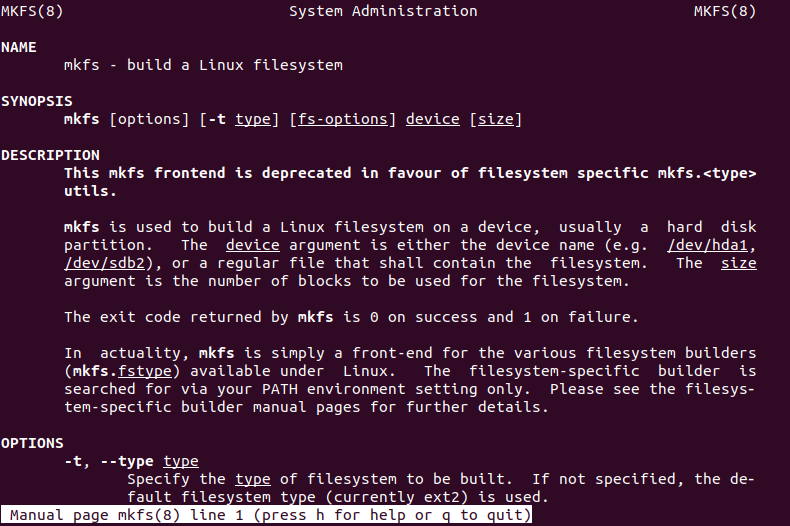 MKFS(8) System Administration MKFS(8)
NAME
mkfs - build a Linux filesystem
SYNOPSIS
mkfs [options] [-t type] [fs-options] device [size]
DESCRIPTION
This mkfs frontend is deprecated in favour of filesystem specific mkfs.<type>
utils.
mkfs is used to build a Linux filesystem on a device, usually a hard disk
partition. The device argument is either the device name (e.g. /dev/hda1,
/dev/sdb2), or a regular file that shall contain the filesystem. The size
argument is the number of blocks to be used for the filesystem.
The exit code returned by mkfs is 0 on success and 1 on failure.
In actuality, mkfs is simply a front-end for the various filesystem builders
(mkfs.fstype) available under Linux. The filesystem-specific builder is
searched for via your PATH environment setting only. Please see the filesys-
tem-specific builder manual pages for further details.
OPTIONS
-t, --type type
Specify the type of filesystem to be built. If not specified, the de-
fault filesystem type (currently ext2) is used.
Manual page mkfs(8) line 1 (press h for help or q to quit)